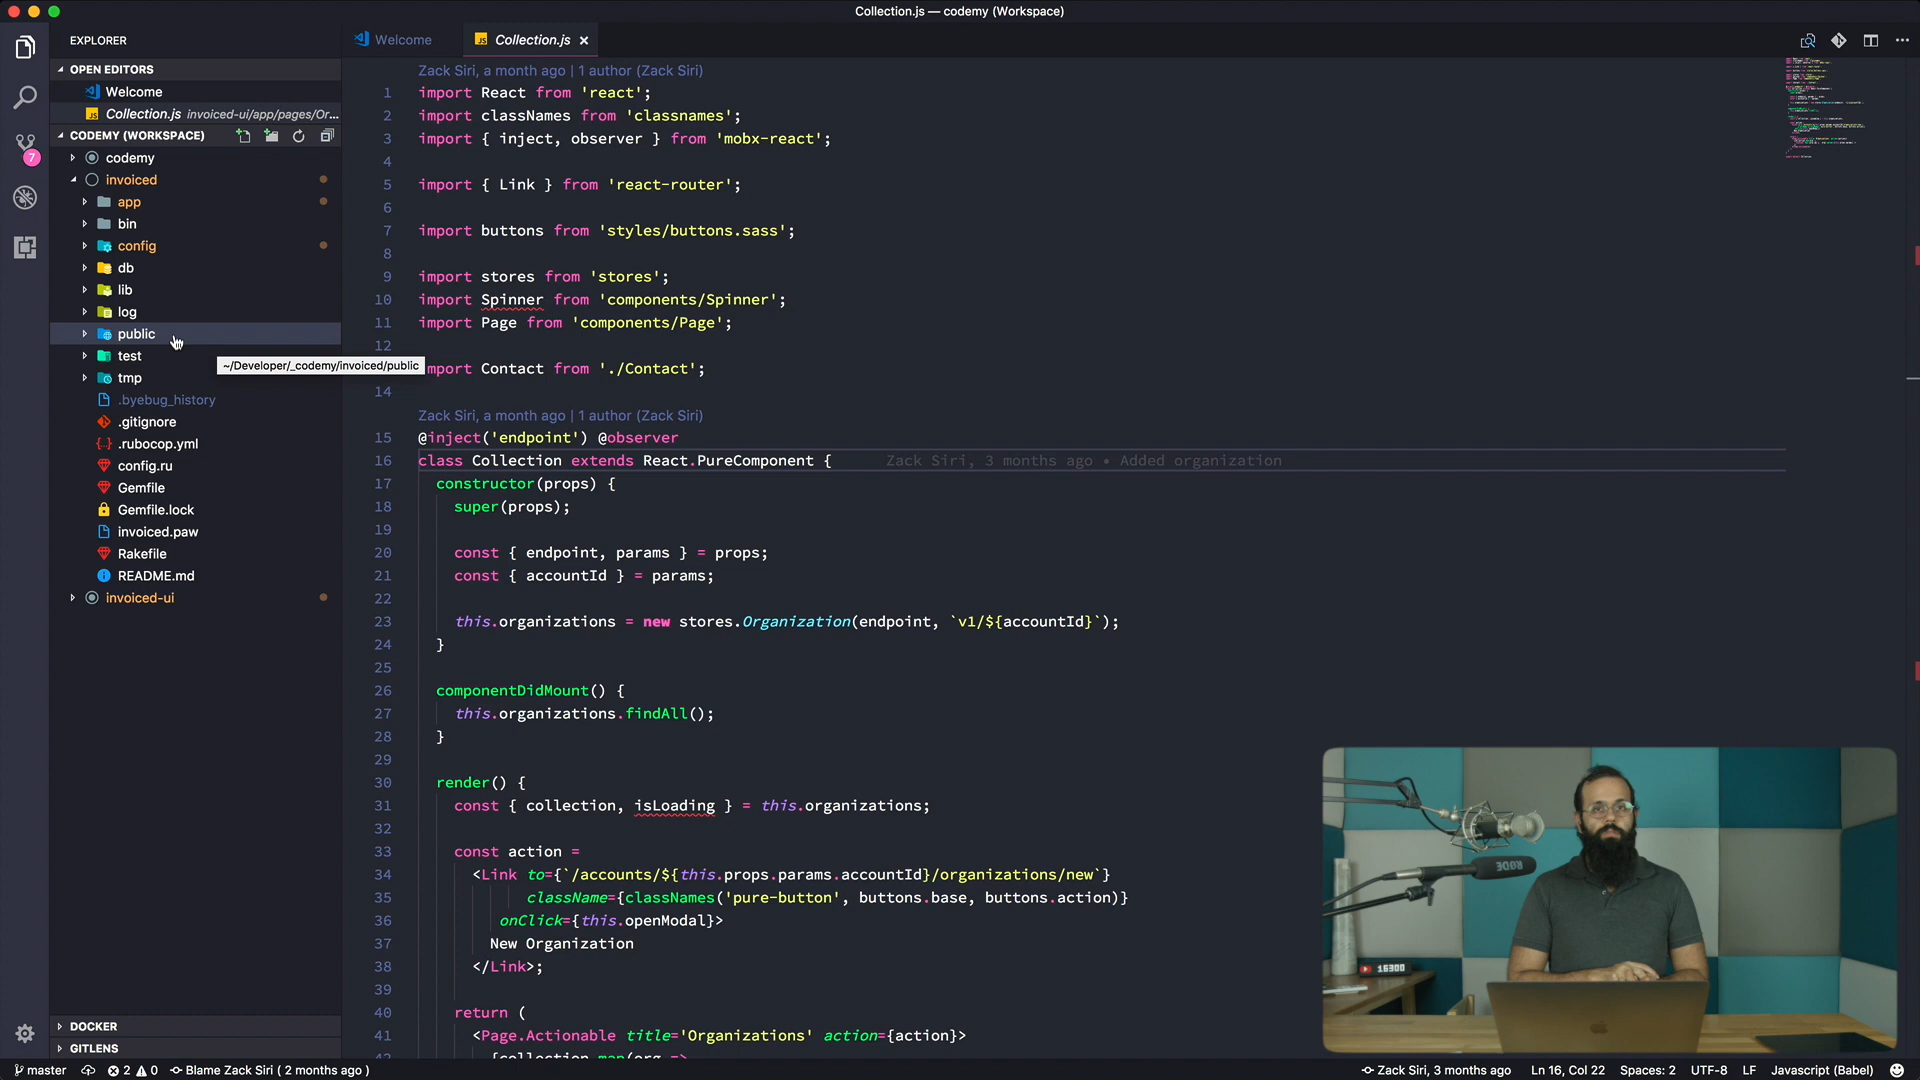 Collection.js — codemy (Workspace)
EXPLORER
OPEN EDITORS
Welcome
Collection.js invoiced-ui/app/pages/Or...
CODEMY (WORKSPACE)
codemy
invoiced
app
bin
config
db
lib
log
public
test
tmp
.byebug_history
.gitignore
.rubocop.yml
config.ru
Gemfile
Gemfile.lock
invoiced.paw
Rakefile
README.md
invoiced-ui
DOCKER
GITLENS
7
~/Developer/_codemy/invoiced/public
Welcome
Collection.js
Zack Siri, a month ago | 1 author (Zack Siri)
1 import React from 'react';
2 import classNames from 'classnames';
3 import { inject, observer } from 'mobx-react';
4
5 import { Link } from 'react-router';
6
7 import buttons from 'styles/buttons.sass';
8
9 import stores from 'stores';
10 import Spinner from 'components/Spinner';
11 import Page from 'components/Page';
12
mport Contact from './Contact';
14
Zack Siri, a month ago | 1 author (Zack Siri)
15 @inject('endpoint') @observer
16 class Collection extends React.PureComponent { Zack Siri, 3 months ago • Added organization
17 constructor(props) {
18 super(props);
19
20 const { endpoint, params } = props;
21 const { accountId } = params;
22
23 this.organizations = new stores.Organization(endpoint, `v1/${accountId}`);
24 }
25
26 componentDidMount() {
27 this.organizations.findAll();
28 }
29
30 render() {
31 const { collection, isLoading } = this.organizations;
32
33 const action =
34 <Link to={`/accounts/${this.props.params.accountId}/organizations/new`}
35 className={classNames('pure-button', buttons.base, buttons.action)}
36 onClick={this.openModal}>
37 New Organization
38 </Link>;
39
40 return (
41 <Page.Actionable title='Organizations' action={action}>
42 {collection.map(org =>
RØDE
16300
master
2
0
Blame Zack Siri ( 2 months ago )
Zack Siri, 3 months ago
Ln 16, Col 22
Spaces: 2
UTF-8
LF
Javascript (Babel)